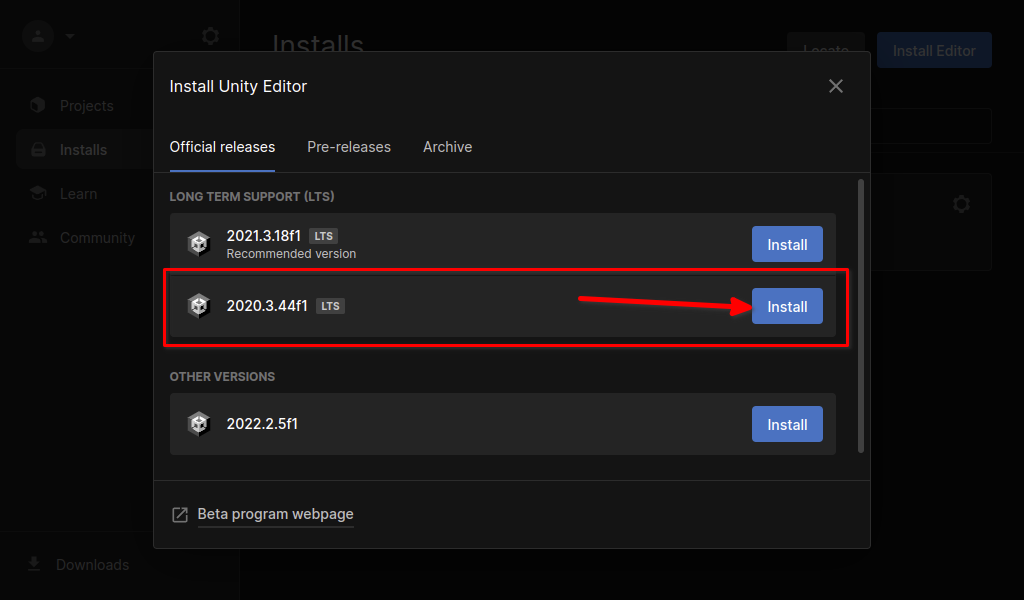 Installs
Locate
Install Editor
Install Unity Editor
Projects
Official releases
Pre-releases
Archive
Installs
LONG TERM SUPPORT (LTS)
Learn
2021.3.18f1 LTS
Recommended version
Install
Community
2020.3.44f1 LTS
Install
OTHER VERSIONS
2022.2.5f1
Install
Beta program webpage
Downloads